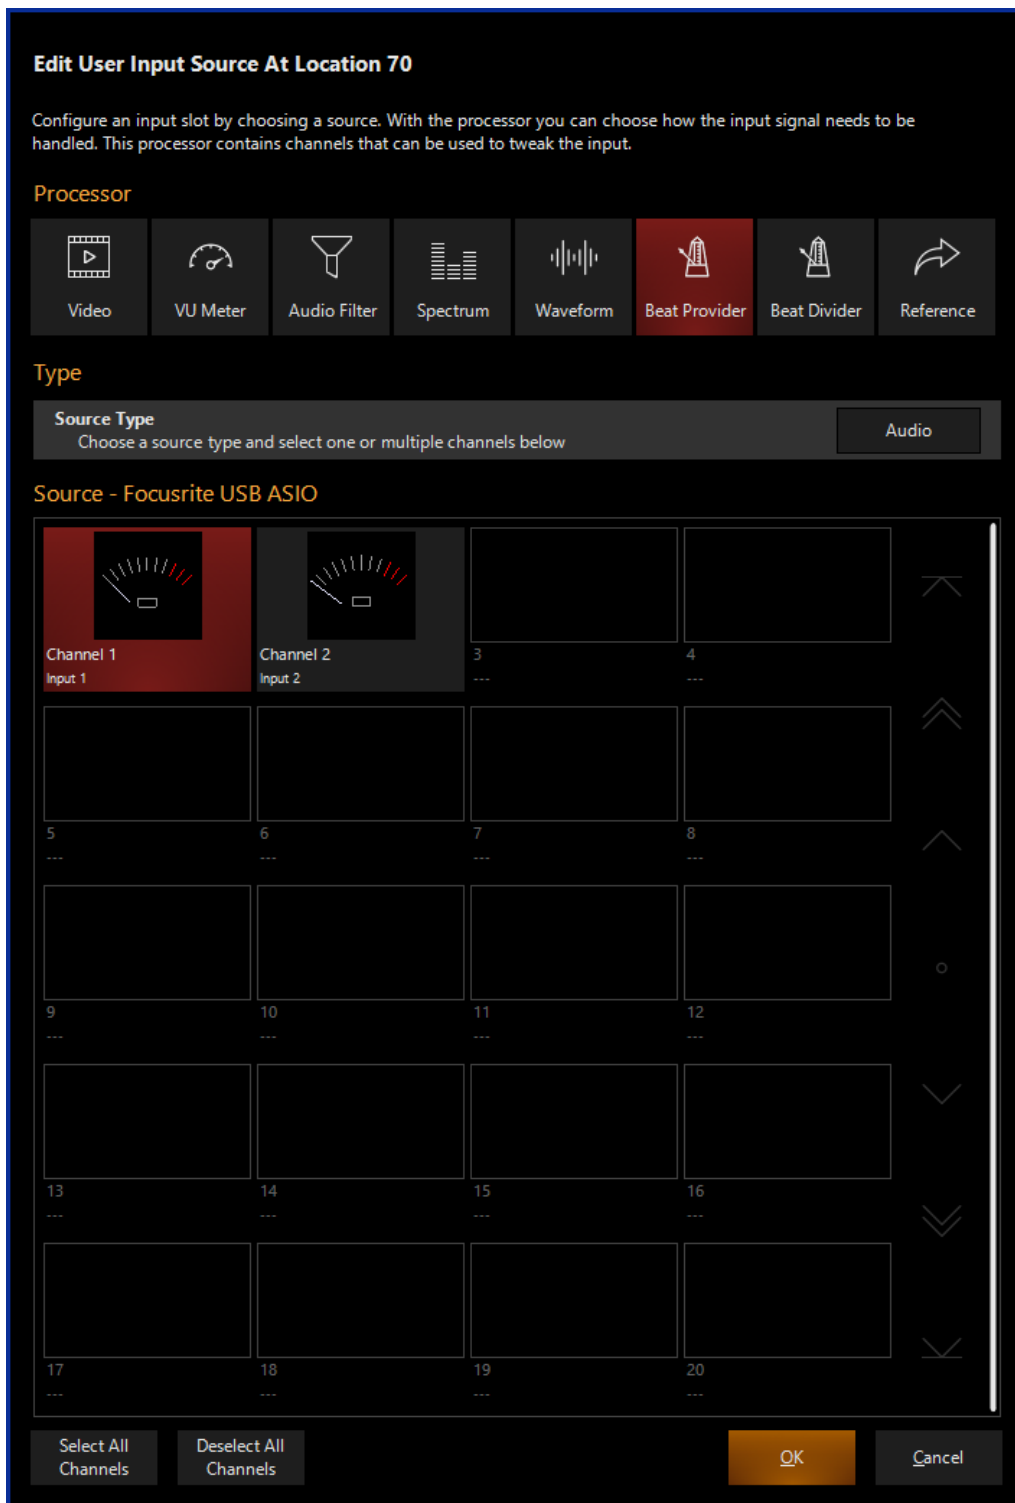 Edit User Input Source At Location 70
Configure an input slot by choosing a source. With the processor you can choose how the input signal needs to be
handled. This processor contains channels that can be used to tweak the input.
Processor
Video VU Meter Audio Filter Spectrum Waveform Beat Provider Beat Divider Reference
Type
Source Type
Choose a source type and select one or multiple channels below
Audio
Source - Focusrite USB ASIO
Channel 1 Channel 2 3 4
Input 1 Input 2 --- ---
5 6 7 8
--- --- --- ---
9 10 11 12
--- --- --- ---
13 14 15 16
--- --- --- ---
17 18 19 20
--- --- --- ---
Select All
Channels
Deselect All
Channels
OK
Cancel